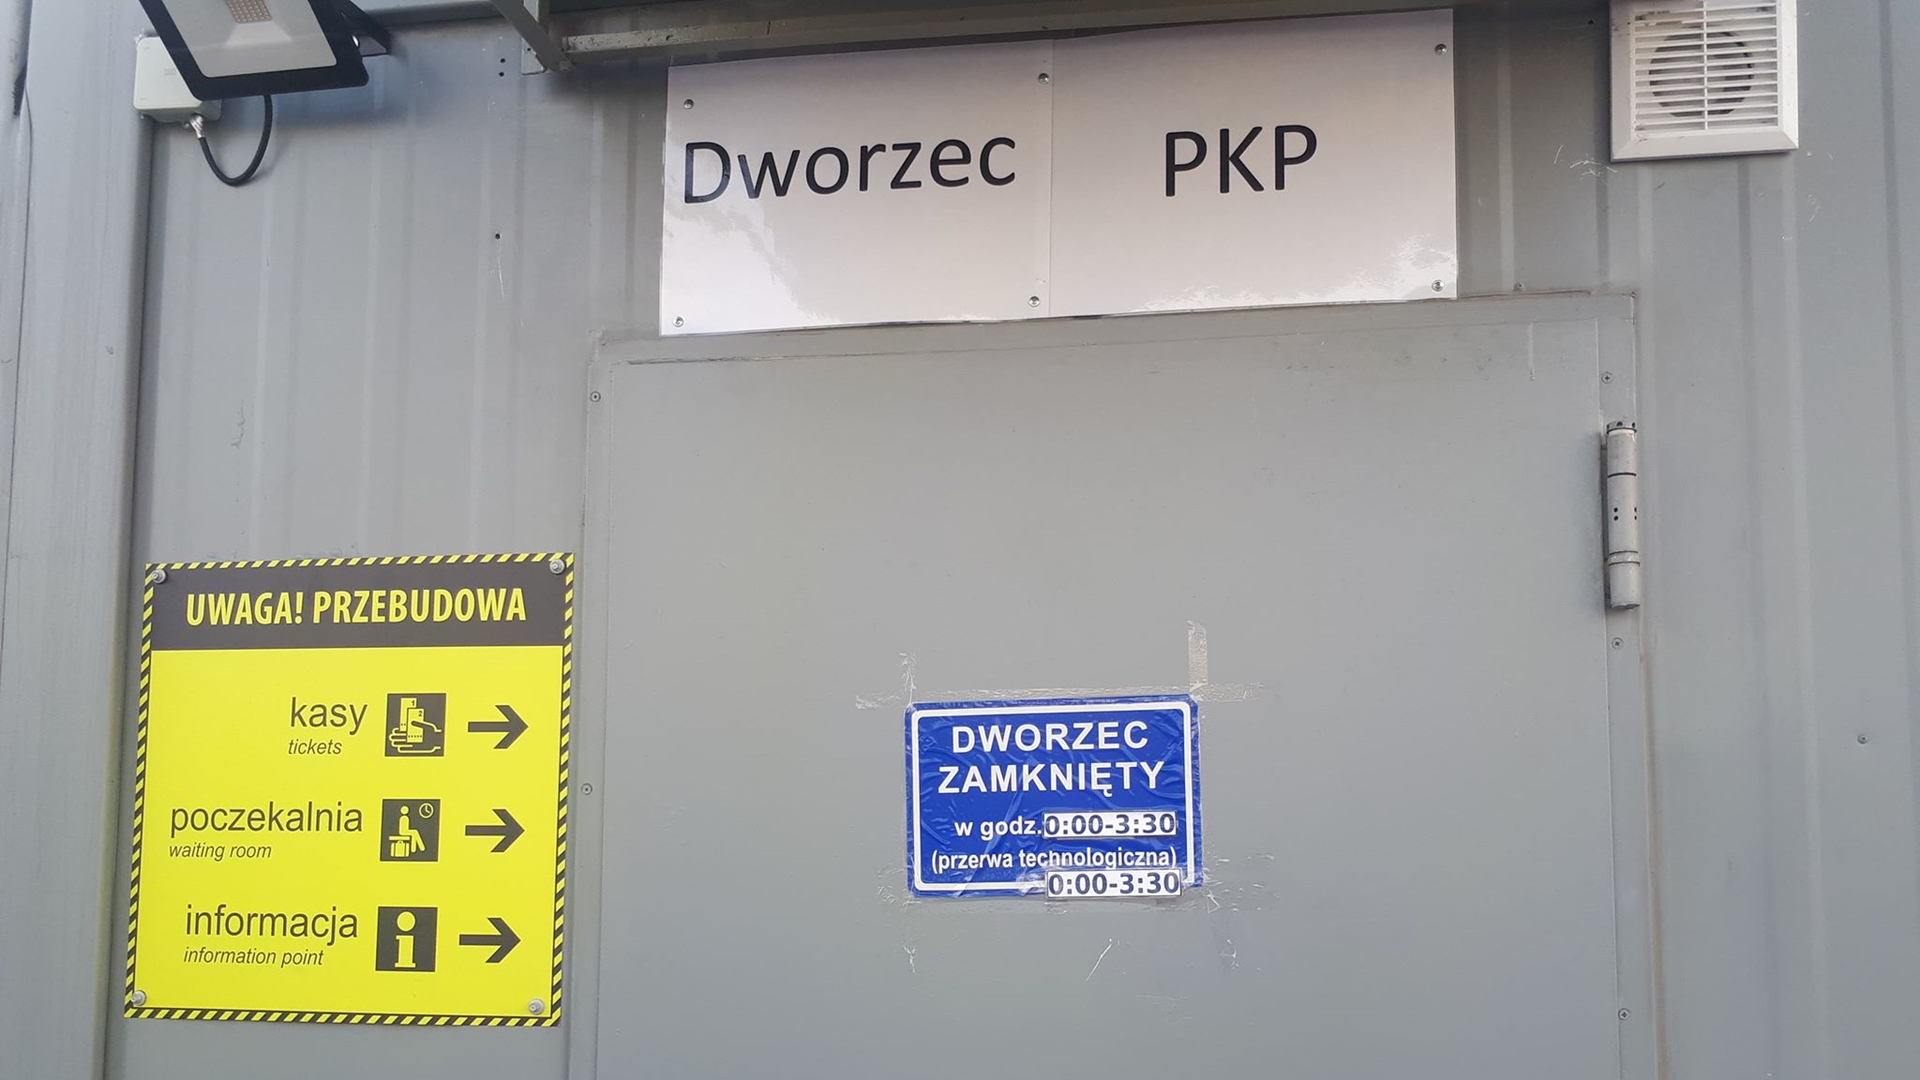 Dworzec PKP
UWAGA! PRZEBUDOWA
kasy
tickets
poczekalnia
waiting room
informacja
information point
DWORZEC
ZAMKNIĘTY
w godz. 0:00-3:30
(przerwa technologiczna)
0:00-3:30